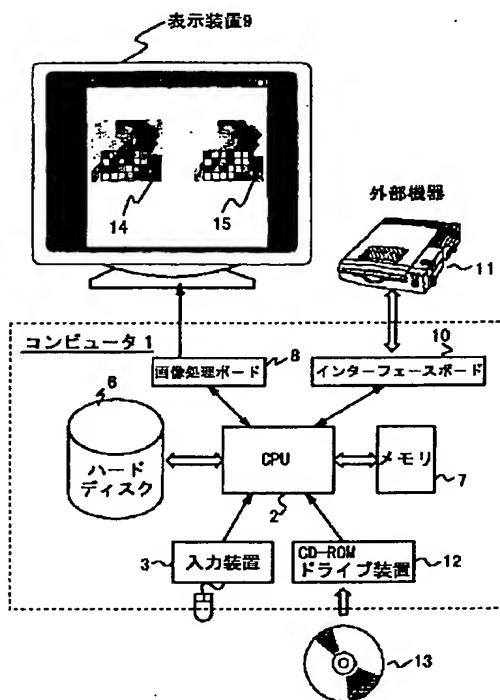 表示装置9
14
15
外部機器
11
コンピュータ1
8
画像処理ボード
10
インターフェースボード
6
ハード
ディスク
CPU
2
メモリ
7
3
入力装置
CD-ROM
ドライブ装置
12
13